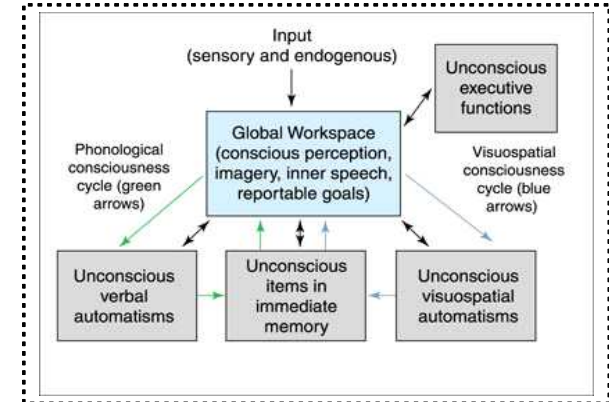 Input
(sensory and endogenous)
Unconscious
executive
functions
Global Workspace
(conscious perception,
imagery, inner speech,
reportable goals)
Phonological
consciousness
cycle (green
arrows)
Visuospatial
consciousness
cycle (blue
arrows)
Unconscious
verbal
automatisms
Unconscious
items in
immediate
memory
Unconscious
visuospatial
automatisms